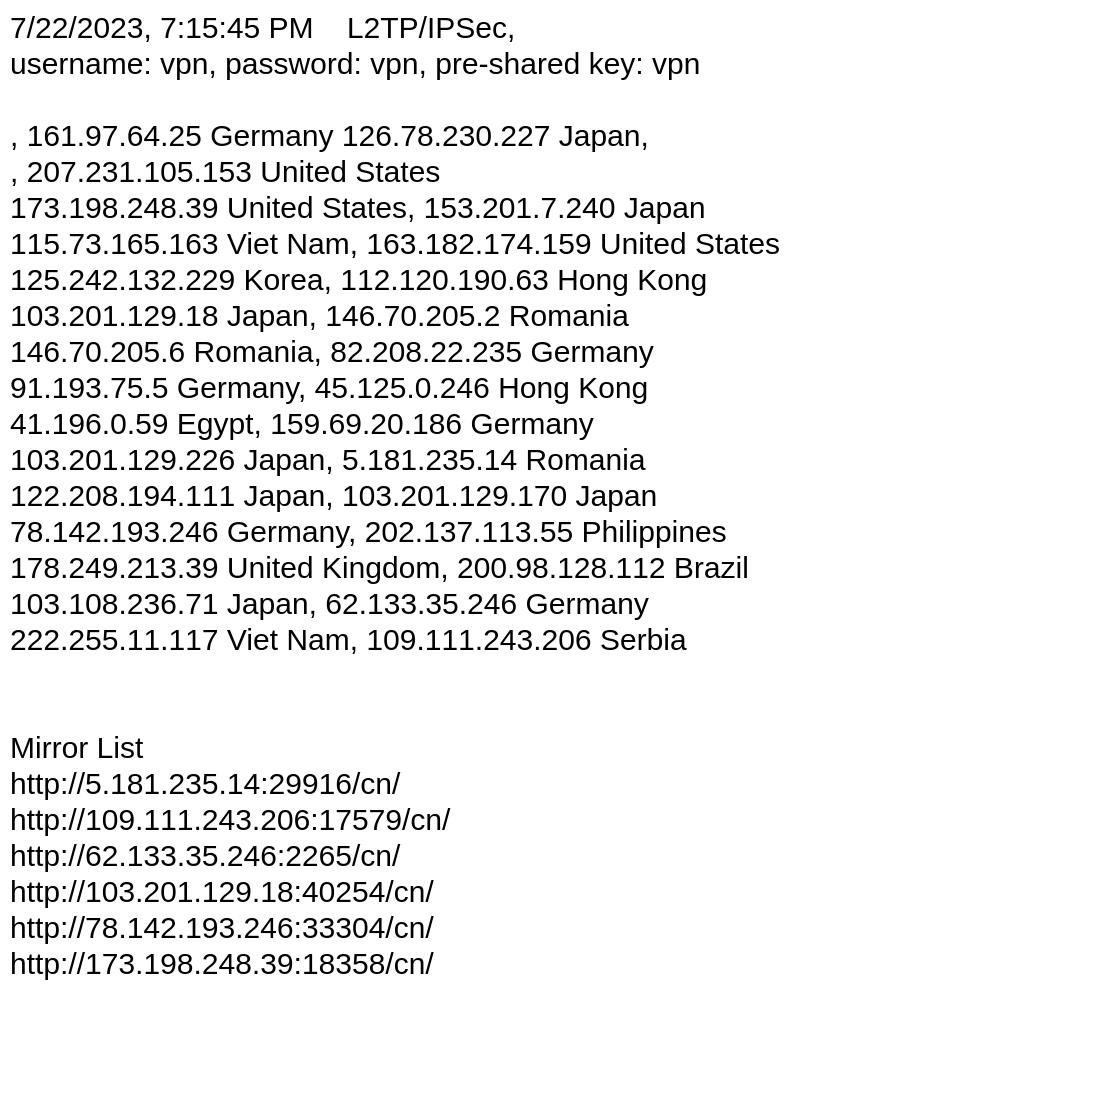 7/22/2023, 7:15:45 PM    L2TP/IPSec,
username: vpn, password: vpn, pre-shared key: vpn
, 161.97.64.25 Germany 126.78.230.227 Japan,
, 207.231.105.153 United States
173.198.248.39 United States, 153.201.7.240 Japan
115.73.165.163 Viet Nam, 163.182.174.159 United States
125.242.132.229 Korea, 112.120.190.63 Hong Kong
103.201.129.18 Japan, 146.70.205.2 Romania
146.70.205.6 Romania, 82.208.22.235 Germany
91.193.75.5 Germany, 45.125.0.246 Hong Kong
41.196.0.59 Egypt, 159.69.20.186 Germany
103.201.129.226 Japan, 5.181.235.14 Romania
122.208.194.111 Japan, 103.201.129.170 Japan
78.142.193.246 Germany, 202.137.113.55 Philippines
178.249.213.39 United Kingdom, 200.98.128.112 Brazil
103.108.236.71 Japan, 62.133.35.246 Germany
222.255.11.117 Viet Nam, 109.111.243.206 Serbia
Mirror List
http://5.181.235.14:29916/cn/
http://109.111.243.206:17579/cn/
http://62.133.35.246:2265/cn/
http://103.201.129.18:40254/cn/
http://78.142.193.246:33304/cn/
http://173.198.248.39:18358/cn/